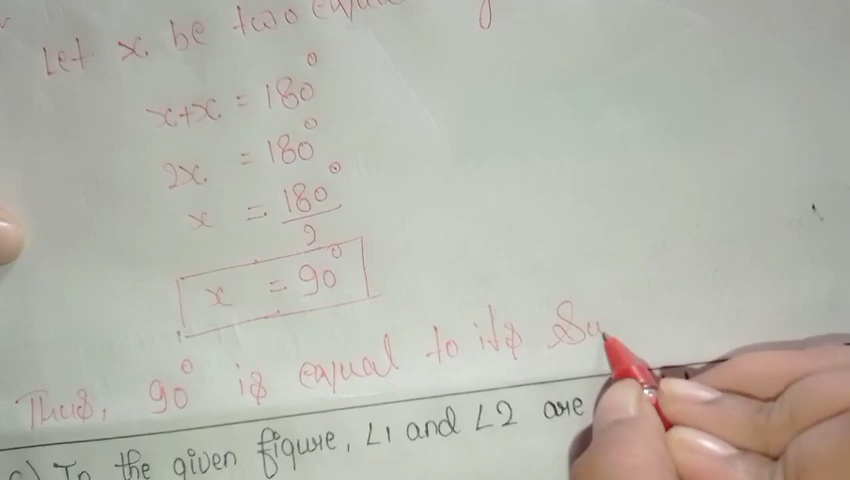 Let x be two equal
x+x = 180°
2x = 180°
x = 180°/2
x = 90°
Thus, 90° is equal to its Su
In the given figure, ∠1 and ∠2 are